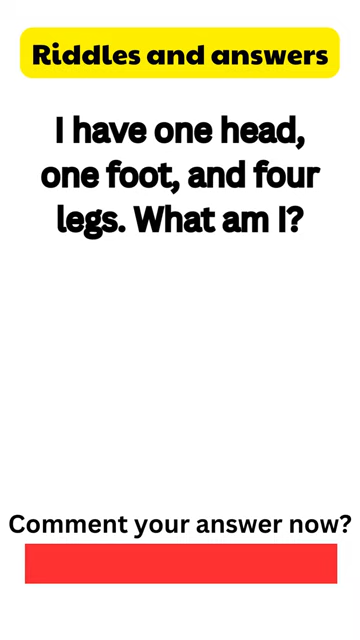 Riddles and answers
I have one head,
one foot, and four
legs. What am I?
Comment your answer now?